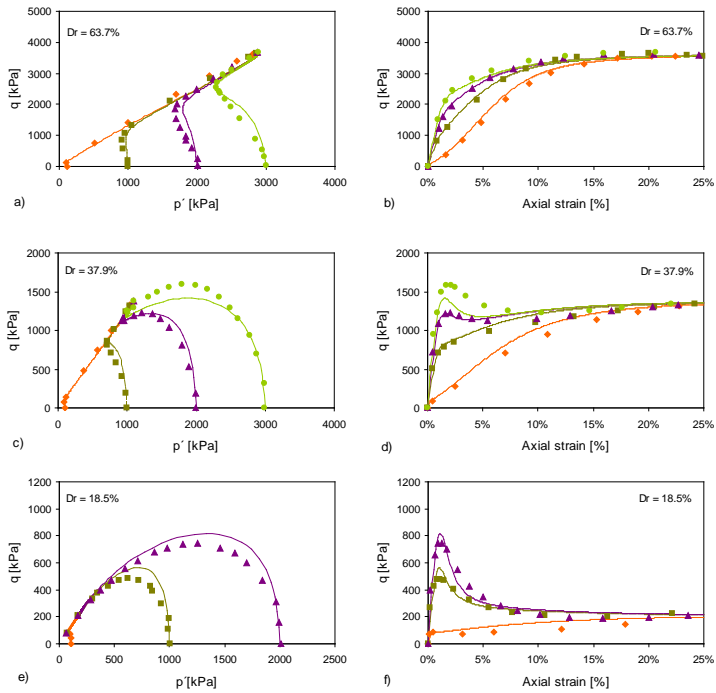 Dr = 63.7%
q [kPa]
5000
4000
3000
2000
1000
0
0 1000 2000 3000 4000
a)
p´ [kPa]
q [kPa]
5000
4000
3000
2000
1000
0
Dr = 63.7%
0% 5% 10% 15% 20% 25%
b)
Axial strain [%]
Dr = 37.9%
q [kPa]
2000
1500
1000
500
0
0 1000 2000 3000 4000
c)
p´ [kPa]
q [kPa]
2000
1500
1000
500
0
Dr = 37.9%
0% 5% 10% 15% 20% 25%
d)
Axial strain [%]
Dr = 18.5%
q [kPa]
1200
1000
800
600
400
200
0
0 500 1000 1500 2000 2500
e)
p´[kPa]
q [kPa]
1200
1000
800
600
400
200
0
Dr = 18.5%
0% 5% 10% 15% 20% 25%
f)
Axial strain [%]